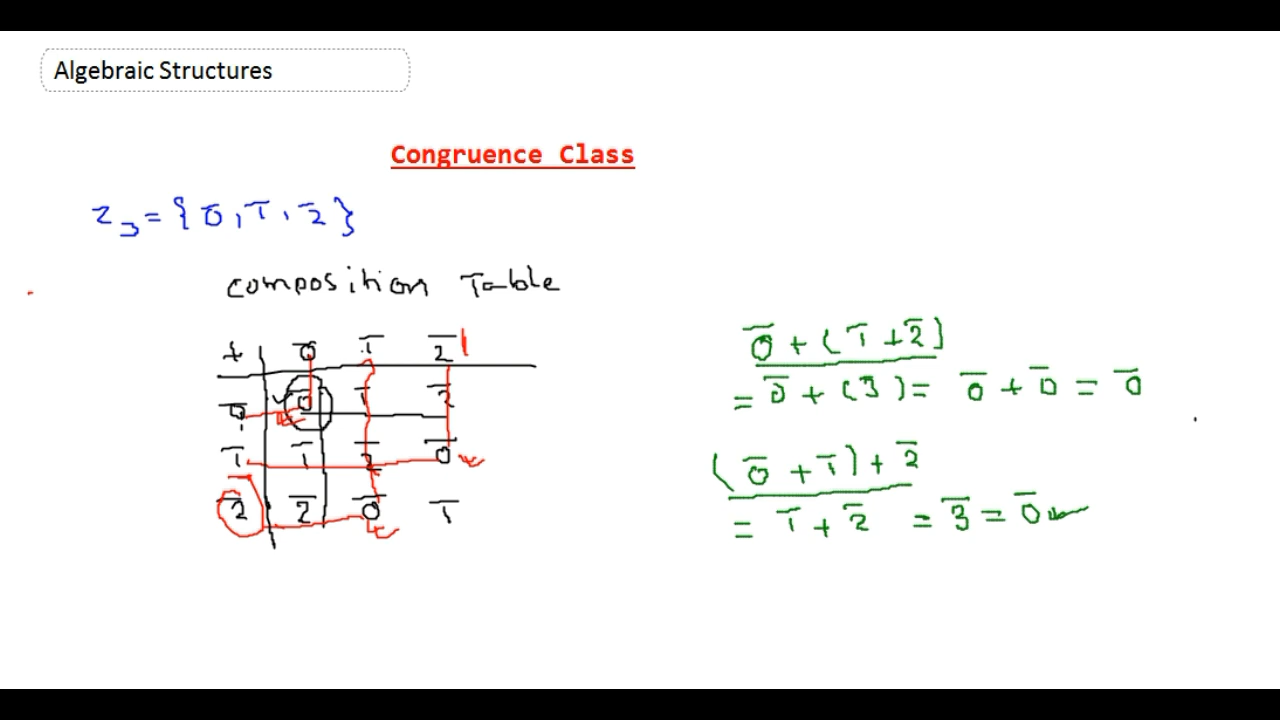 Algebraic Structures
Congruence Class
Z₃ = { 0̅, 1̅, 2̅ }
Composition Table
+ 0̅ 1̅ 2̅
0̅ 0̅ 1̅ 2̅
1̅ 1̅ 2̅ 0̅
2̅ 2̅ 0̅ 1̅
0̅ + ( 1̅ + 2̅ )
= 0̅ + ( 3̅ ) = 0̅ + 0̅ = 0̅
( 0̅ + 1̅ ) + 2̅
= 1̅ + 2̅ = 3̅ = 0̅